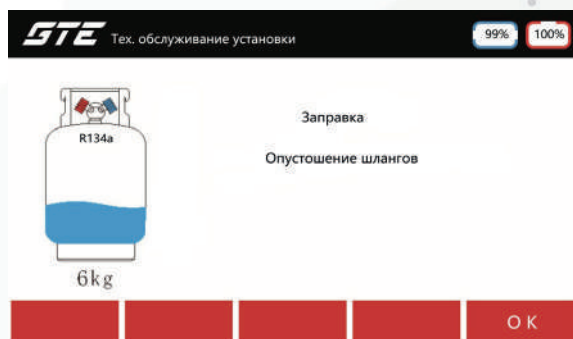 GTE Тех. обслуживание установки 99% 100%
Заправка
R134a
Опустошение шлангов
6kg
OK